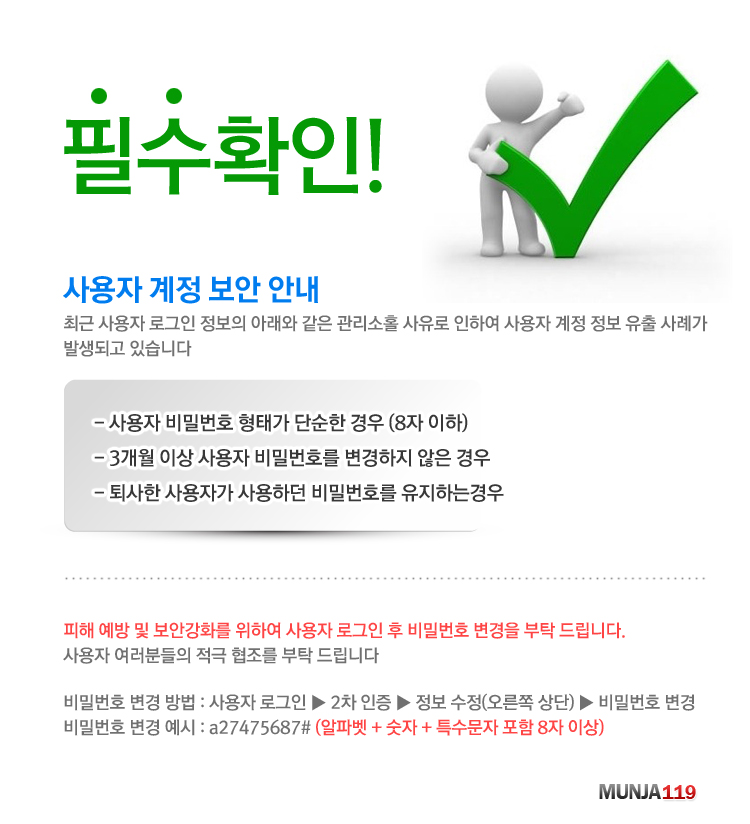 필수확인!
사용자 계정 보안 안내
최근 사용자 로그인 정보의 아래와 같은 관리소홀 사유로 인하여 사용자 계정 정보 유출 사례가
발생되고 있습니다
- 사용자 비밀번호 형태가 단순한 경우 (8자 이하)
- 3개월 이상 사용자 비밀번호를 변경하지 않은 경우
- 퇴사한 사용자가 사용하던 비밀번호를 유지하는경우
피해 예방 및 보안강화를 위하여 사용자 로그인 후 비밀번호 변경을 부탁 드립니다.
사용자 여러분들의 적극 협조를 부탁 드립니다
비밀번호 변경 방법 : 사용자 로그인 ▶ 2차 인증 ▶ 정보 수정(오른쪽 상단) ▶ 비밀번호 변경
비밀번호 변경 예시 : a27475687# (알파벳 + 숫자 + 특수문자 포함 8자 이상)
MUNJA119